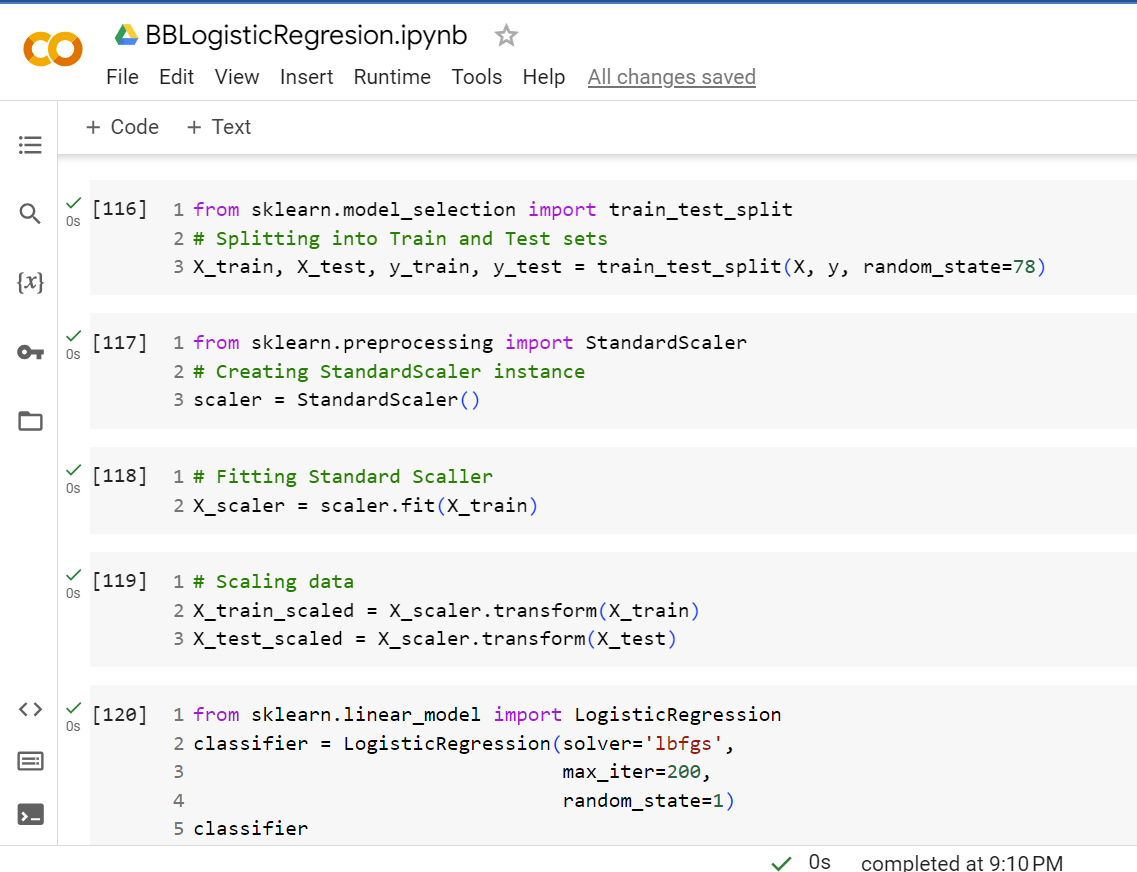 BBLogisticRegresion.ipynb
File Edit View Insert Runtime Tools Help All changes saved
+ Code + Text
0s [116] 1 from sklearn.model_selection import train_test_split
2 # Splitting into Train and Test sets
3 X_train, X_test, y_train, y_test = train_test_split(X, y, random_state=78)
0s [117] 1 from sklearn.preprocessing import StandardScaler
2 # Creating StandardScaler instance
3 scaler = StandardScaler()
0s [118] 1 # Fitting Standard Scaller
2 X_scaler = scaler.fit(X_train)
0s [119] 1 # Scaling data
2 X_train_scaled = X_scaler.transform(X_train)
3 X_test_scaled = X_scaler.transform(X_test)
0s [120] 1 from sklearn.linear_model import LogisticRegression
2 classifier = LogisticRegression(solver='lbfgs',
3 max_iter=200,
4 random_state=1)
5 classifier
0s completed at 9:10 PM
{x}